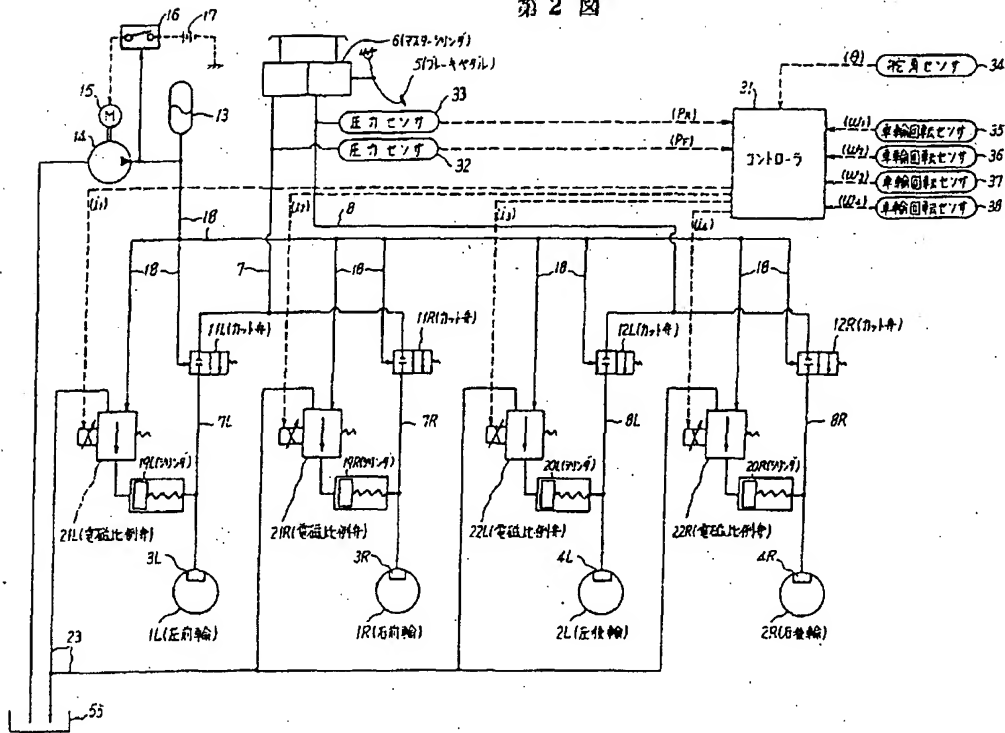 第2図
16
17
6(マスターシリンダ)
5(ブレーキペダル)
15
M
14
13
33
圧力センサ
(PR)
圧力センサ
(PF)
32
31
コントローラ
(θ)
舵角センサ
34
(ω1)
車輪回転センサ
35
(ω2)
車輪回転センサ
36
(ω3)
車輪回転センサ
37
(ω4)
車輪回転センサ
38
(i1)
(i2)
(i3)
(i4)
8
18
18
7
18
18
18
11L(カット弁)
11R(カット弁)
12L(カット弁)
12R(カット弁)
7L
7R
8L
8R
19L(シリンダ)
19R(シリンダ)
20L(シリンダ)
20R(シリンダ)
21L(電磁比例弁)
21R(電磁比例弁)
22L(電磁比例弁)
22R(電磁比例弁)
3L
3R
4L
4R
1L(左前輪)
1R(右前輪)
2L(左後輪)
2R(右後輪)
23
55